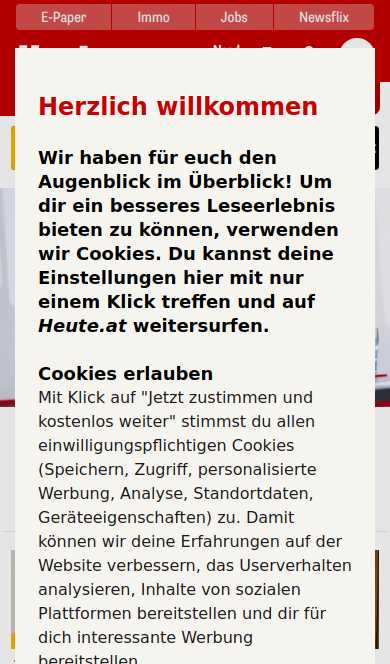 E-Paper
Immo
Jobs
Newsflix
Herzlich willkommen
Wir haben für euch den
Augenblick im Überblick! Um
dir ein besseres Leseerlebnis
bieten zu können, verwenden
wir Cookies. Du kannst deine
Einstellungen hier mit nur
einem Klick treffen und auf
Heute.at weitersurfen.
Cookies erlauben
Mit Klick auf "Jetzt zustimmen und
kostenlos weiter" stimmst du allen
einwilligungspflichtigen Cookies
(Speichern, Zugriff, personalisierte
Werbung, Analyse, Standortdaten,
Geräteeigenschaften) zu. Damit
können wir deine Erfahrungen auf der
Website verbessern, das Userverhalten
analysieren, Inhalte von sozialen
Plattformen bereitstellen und dir für
dich interessante Werbung
bereitstellen